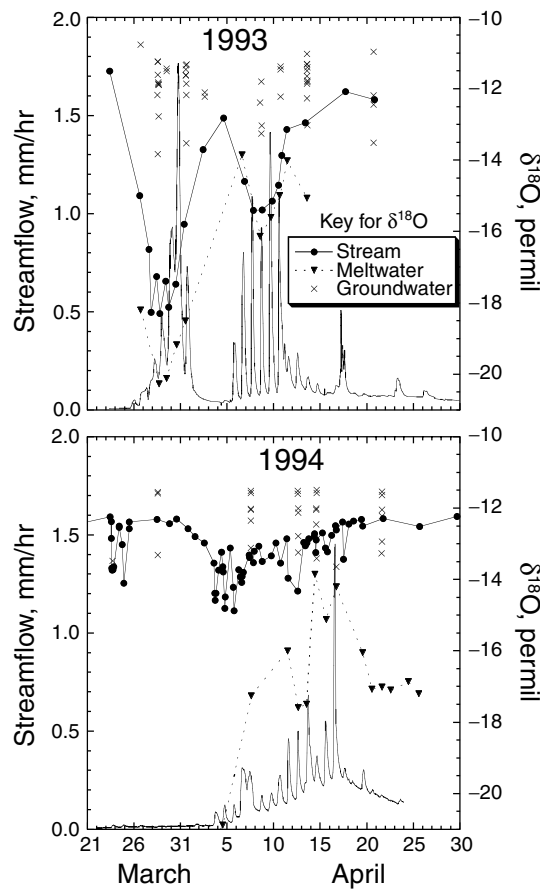 1993
Streamflow, mm/hr
2.0
1.5
1.0
0.5
0.0
−10
−12
−14
−16
−18
−20
δ¹⁸O, permil
Key for δ¹⁸O
Stream
Meltwater
Groundwater
1994
Streamflow, mm/hr
2.0
1.5
1.0
0.5
0.0
−10
−12
−14
−16
−18
−20
δ¹⁸O, permil
21 26 31 5 10 15 20 25 30
March April